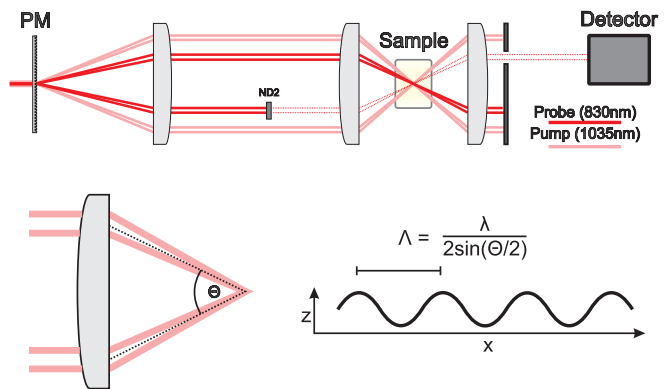 PM
Sample
Detector
ND2
Probe (830nm)
Pump (1035nm)
Θ
Λ = λ / 2sin(Θ/2)
z
x